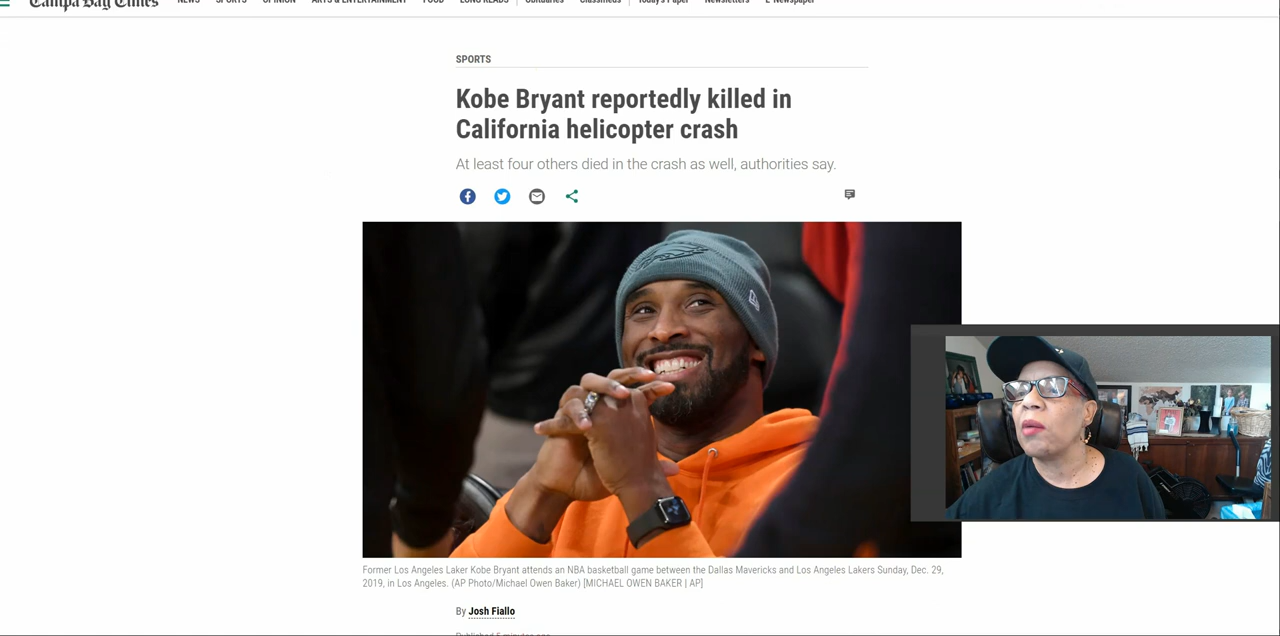 Tampa Bay Times NEWS SPORTS OPINION ARTS & ENTERTAINMENT FOOD LONG READS Obituaries Classifieds Today's Paper Newsletters E-Newspaper
SPORTS
Kobe Bryant reportedly killed in
California helicopter crash
At least four others died in the crash as well, authorities say.
Former Los Angeles Laker Kobe Bryant attends an NBA basketball game between the Dallas Mavericks and Los Angeles Lakers Sunday, Dec. 29,
2019, in Los Angeles. (AP Photo/Michael Owen Baker) [MICHAEL OWEN BAKER | AP]
By Josh Fiallo
Published 5 minutes ago